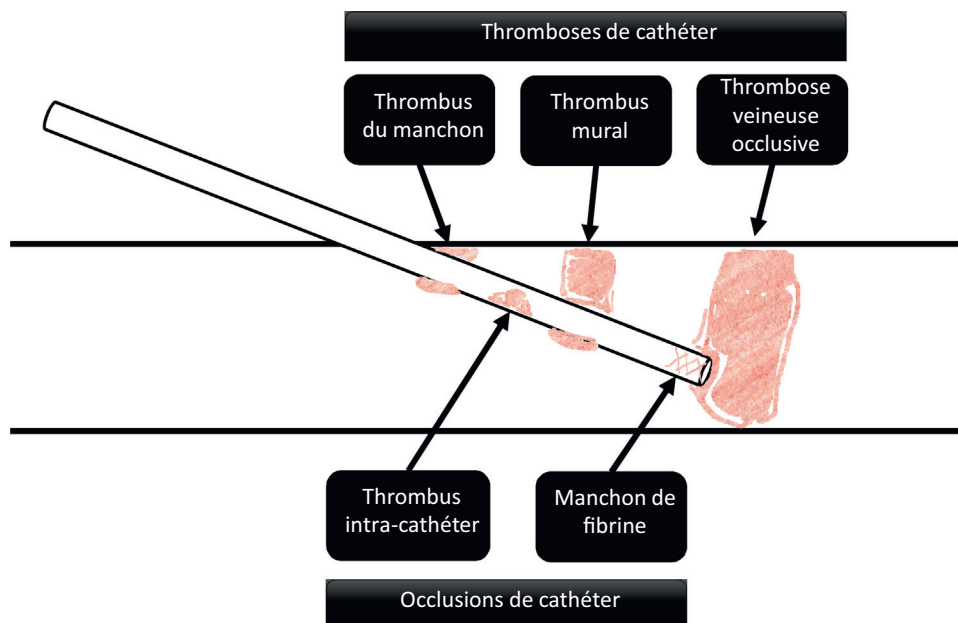 Thromboses de cathéter
Thrombus
du manchon
Thrombus
mural
Thrombose
veineuse
occlusive
Thrombus
intra-cathéter
Manchon de
fibrine
Occlusions de cathéter